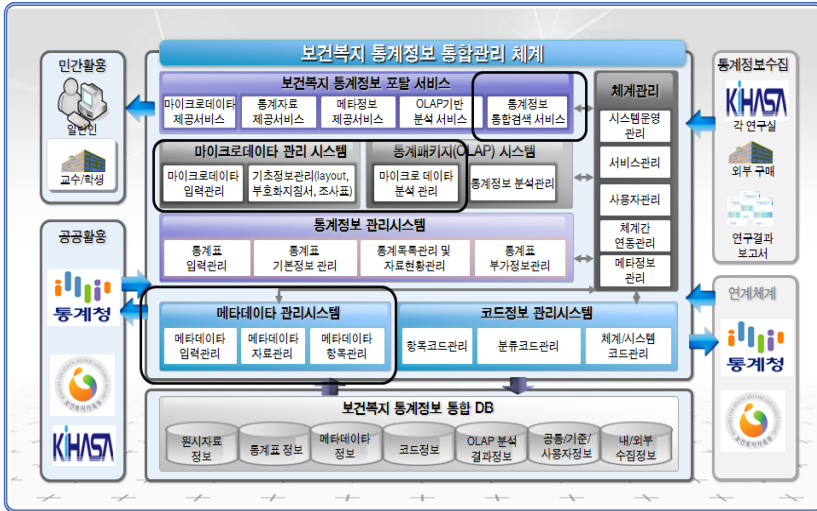 보건복지 통계정보 통합관리 체계
민간활용
일반인
교수/학생
공공활용
통계청
보건복지가족부
KiHASA
보건복지 통계정보 포탈 서비스
마이크로데이타
제공서비스
통계자료
제공서비스
메타정보
제공서비스
OLAP기반
분석 서비스
통계정보
통합검색 서비스
마이크로데이타 관리 시스템
마이크로데이타
입력관리
기초정보관리(layout,
부호화지침서, 조사표)
통계패키지(OLAP) 시스템
마이크로 데이타
분석 관리
통계정보 분석관리
통계정보 관리시스템
통계표
입력관리
통계표
기본정보 관리
통계목록관리 및
자료현황관리
통계표
부가정보관리
메타데이타 관리시스템
메타데이타
입력관리
메타데이타
자료관리
메타데이타
항목관리
코드정보 관리시스템
항목코드관리
분류코드관리
체계/시스템
코드관리
체계관리
시스템운영
관리
서비스관리
사용자관리
체계간
연동관리
메타정보
관리
보건복지 통계정보 통합 DB
원시자료
정보
통계표 정보
메타데이타
정보
코드정보
OLAP 분석
결과정보
공통/기준/
사용자정보
내/외부
수집정보
통계정보수집
KiHASA
각 연구실
외부 구매
연구결과
보고서
연계체계
통계청
보건복지가족부